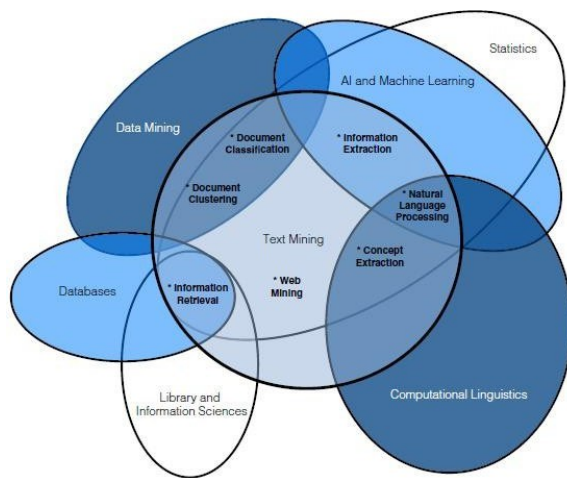 Statistics
AI and Machine Learning
Data Mining
* Document
Classification
* Information
Extraction
* Document
Clustering
* Natural
Language
Processing
Text Mining
* Concept
Extraction
* Web
Mining
Databases
* Information
Retrieval
Library and
Information Sciences
Computational Linguistics